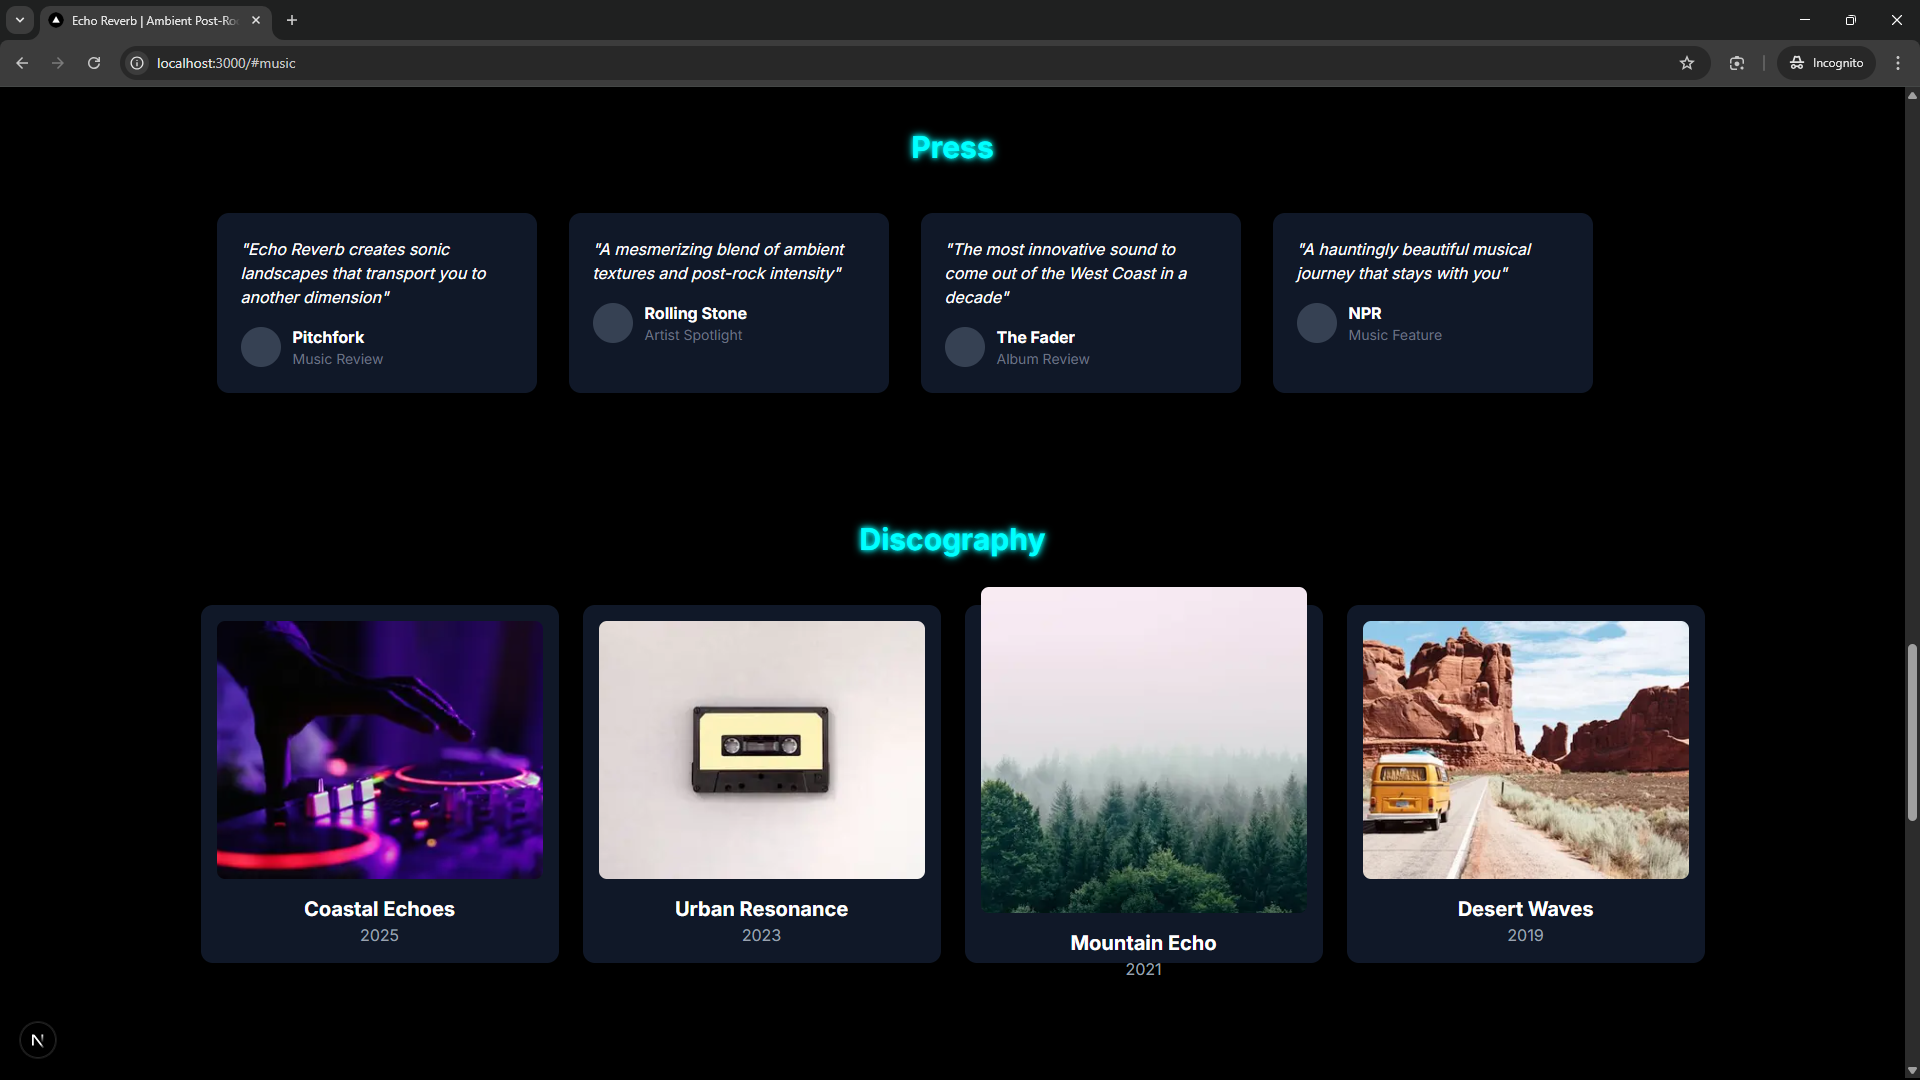 Echo Reverb | Ambient Post-Ro
localhost:3000/#music
Incognito
Press
"Echo Reverb creates sonic
landscapes that transport you to
another dimension"
Pitchfork
Music Review
"A mesmerizing blend of ambient
textures and post-rock intensity"
Rolling Stone
Artist Spotlight
"The most innovative sound to
come out of the West Coast in a
decade"
The Fader
Album Review
"A hauntingly beautiful musical
journey that stays with you"
NPR
Music Feature
Discography
Coastal Echoes
2025
Urban Resonance
2023
Mountain Echo
2021
Desert Waves
2019
N